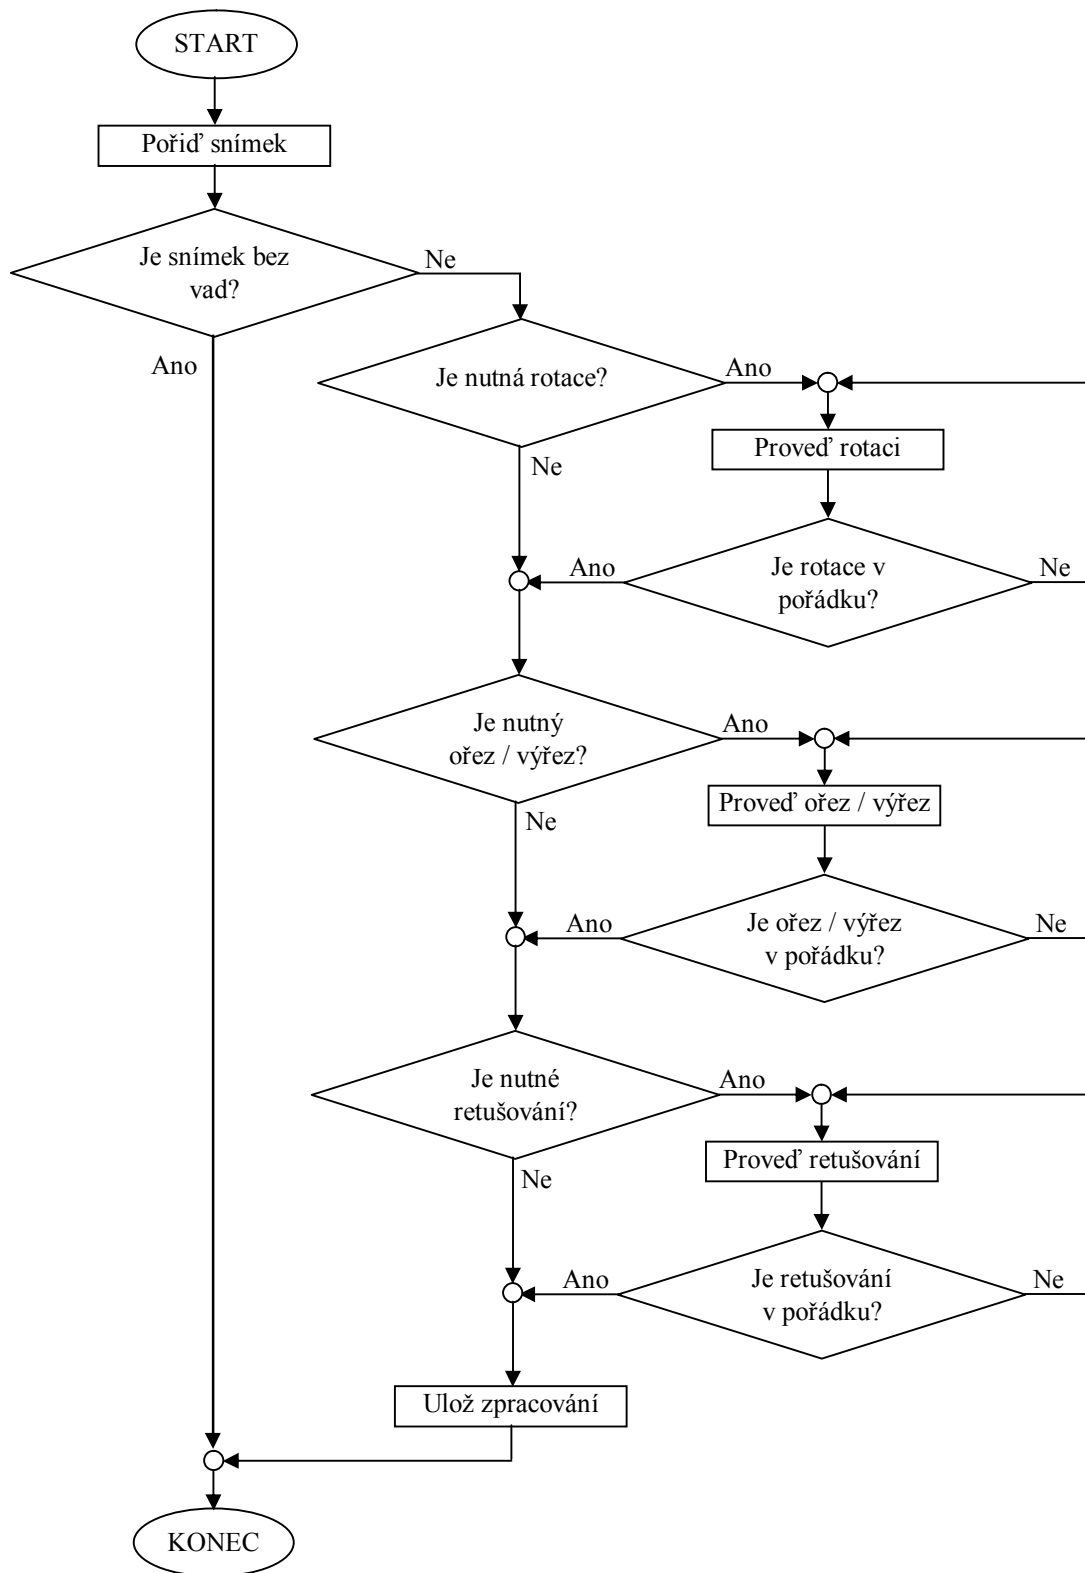 START
Pořiď snímek
Je snímek bez
vad?
Ne
Ano
Je nutná rotace?
Ano
Proveď rotaci
Ne
Je rotace v
pořádku?
Ano
Ne
Je nutný
ořez / výřez?
Ano
Proveď ořez / výřez
Ne
Je ořez / výřez
v pořádku?
Ano
Ne
Je nutné
retušování?
Ano
Proveď retušování
Ne
Je retušování
v pořádku?
Ano
Ne
Ulož zpracování
KONEC